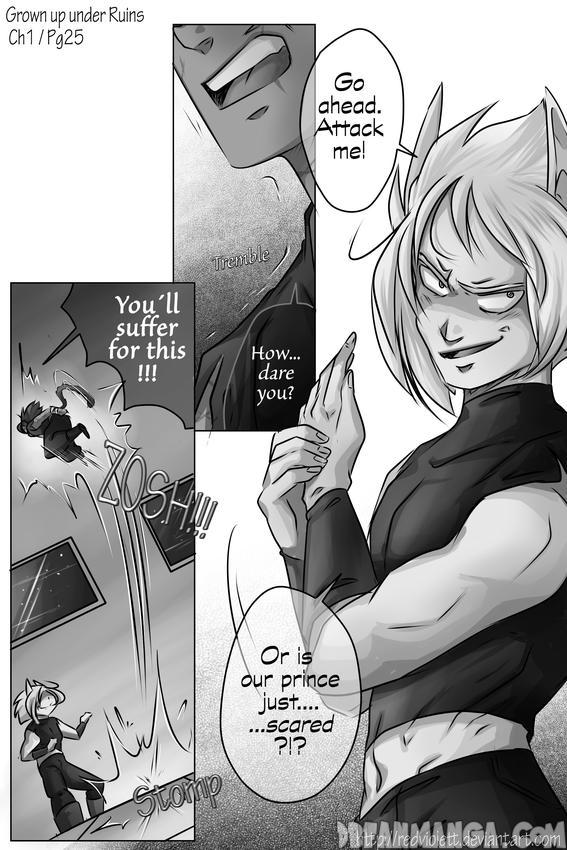 Grown up under Ruins
Ch1 / Pg25
Go
ahead.
Attack
me!
Tremble
How...
dare
you?
Or is
our prince
just....
...scared
?!?
You´ll
suffer
for this
!!!
ZOSH!!!
Stomp
DREAMMANGA.COM
http://redviolett.deviantart.com